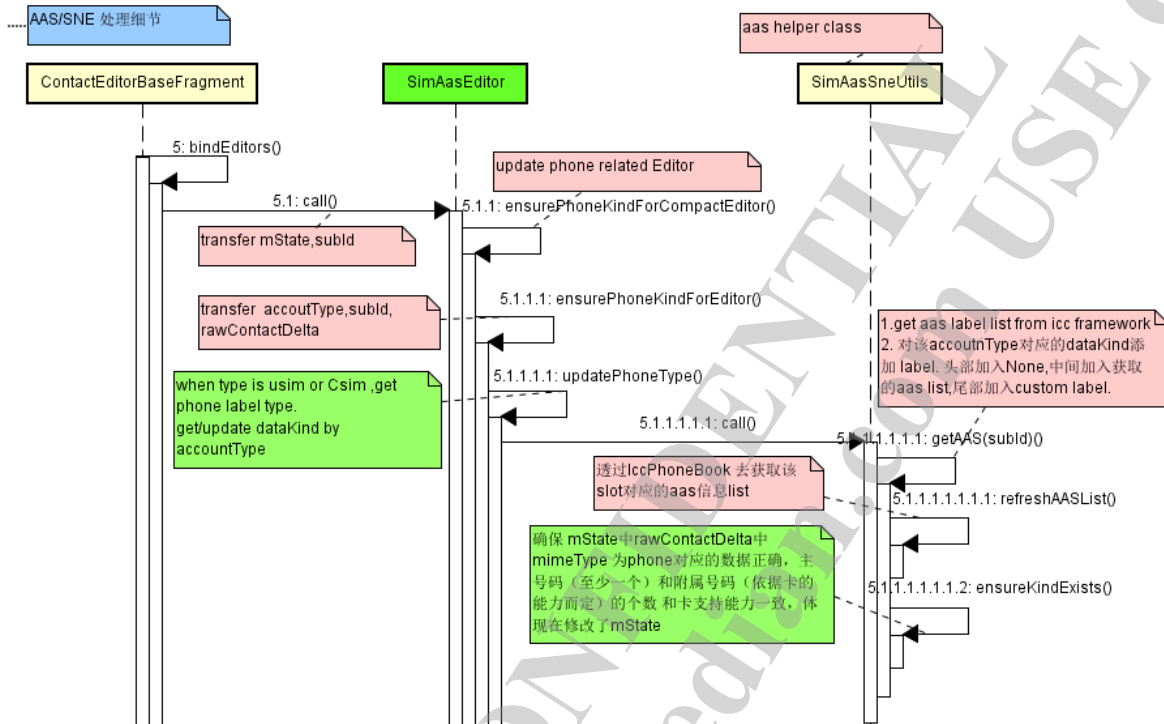 AAS/SNE 处理细节
.....
aas helper class
ContactEditorBaseFragment
SimAasEditor
SimAasSneUtils
5: bindEditors()
update phone related Editor
5.1: call()
5.1.1: ensurePhoneKindForCompactEditor()
transfer mState,subId
5.1.1.1: ensurePhoneKindForEditor()
transfer accoutType,subId,
rawContactDelta
1.get aas label list from icc framework
2. 对该accoutnType对应的dataKind添
加 label. 头部加入None,中间加入获取
的aas list,尾部加入custom label.
5.1.1.1.1: updatePhoneType()
when type is usim or Csim ,get
phone label type.
get/update dataKind by
accountType
5.1.1.1.1.1: call()
5.1.1.1.1.1.1: getAAS(subId)()
透过IccPhoneBook 去获取该
slot对应的aas信息list
5.1.1.1.1.1.1.1: refreshAASList()
确保 mState中rawContactDelta中
mimeType 为phone对应的数据正确，主
号码（至少一个）和附属号码（依据卡的
能力而定）的个数 和卡支持能力一致，体
现在修改了mState
5.1.1.1.1.1.1.2: ensureKindExists()